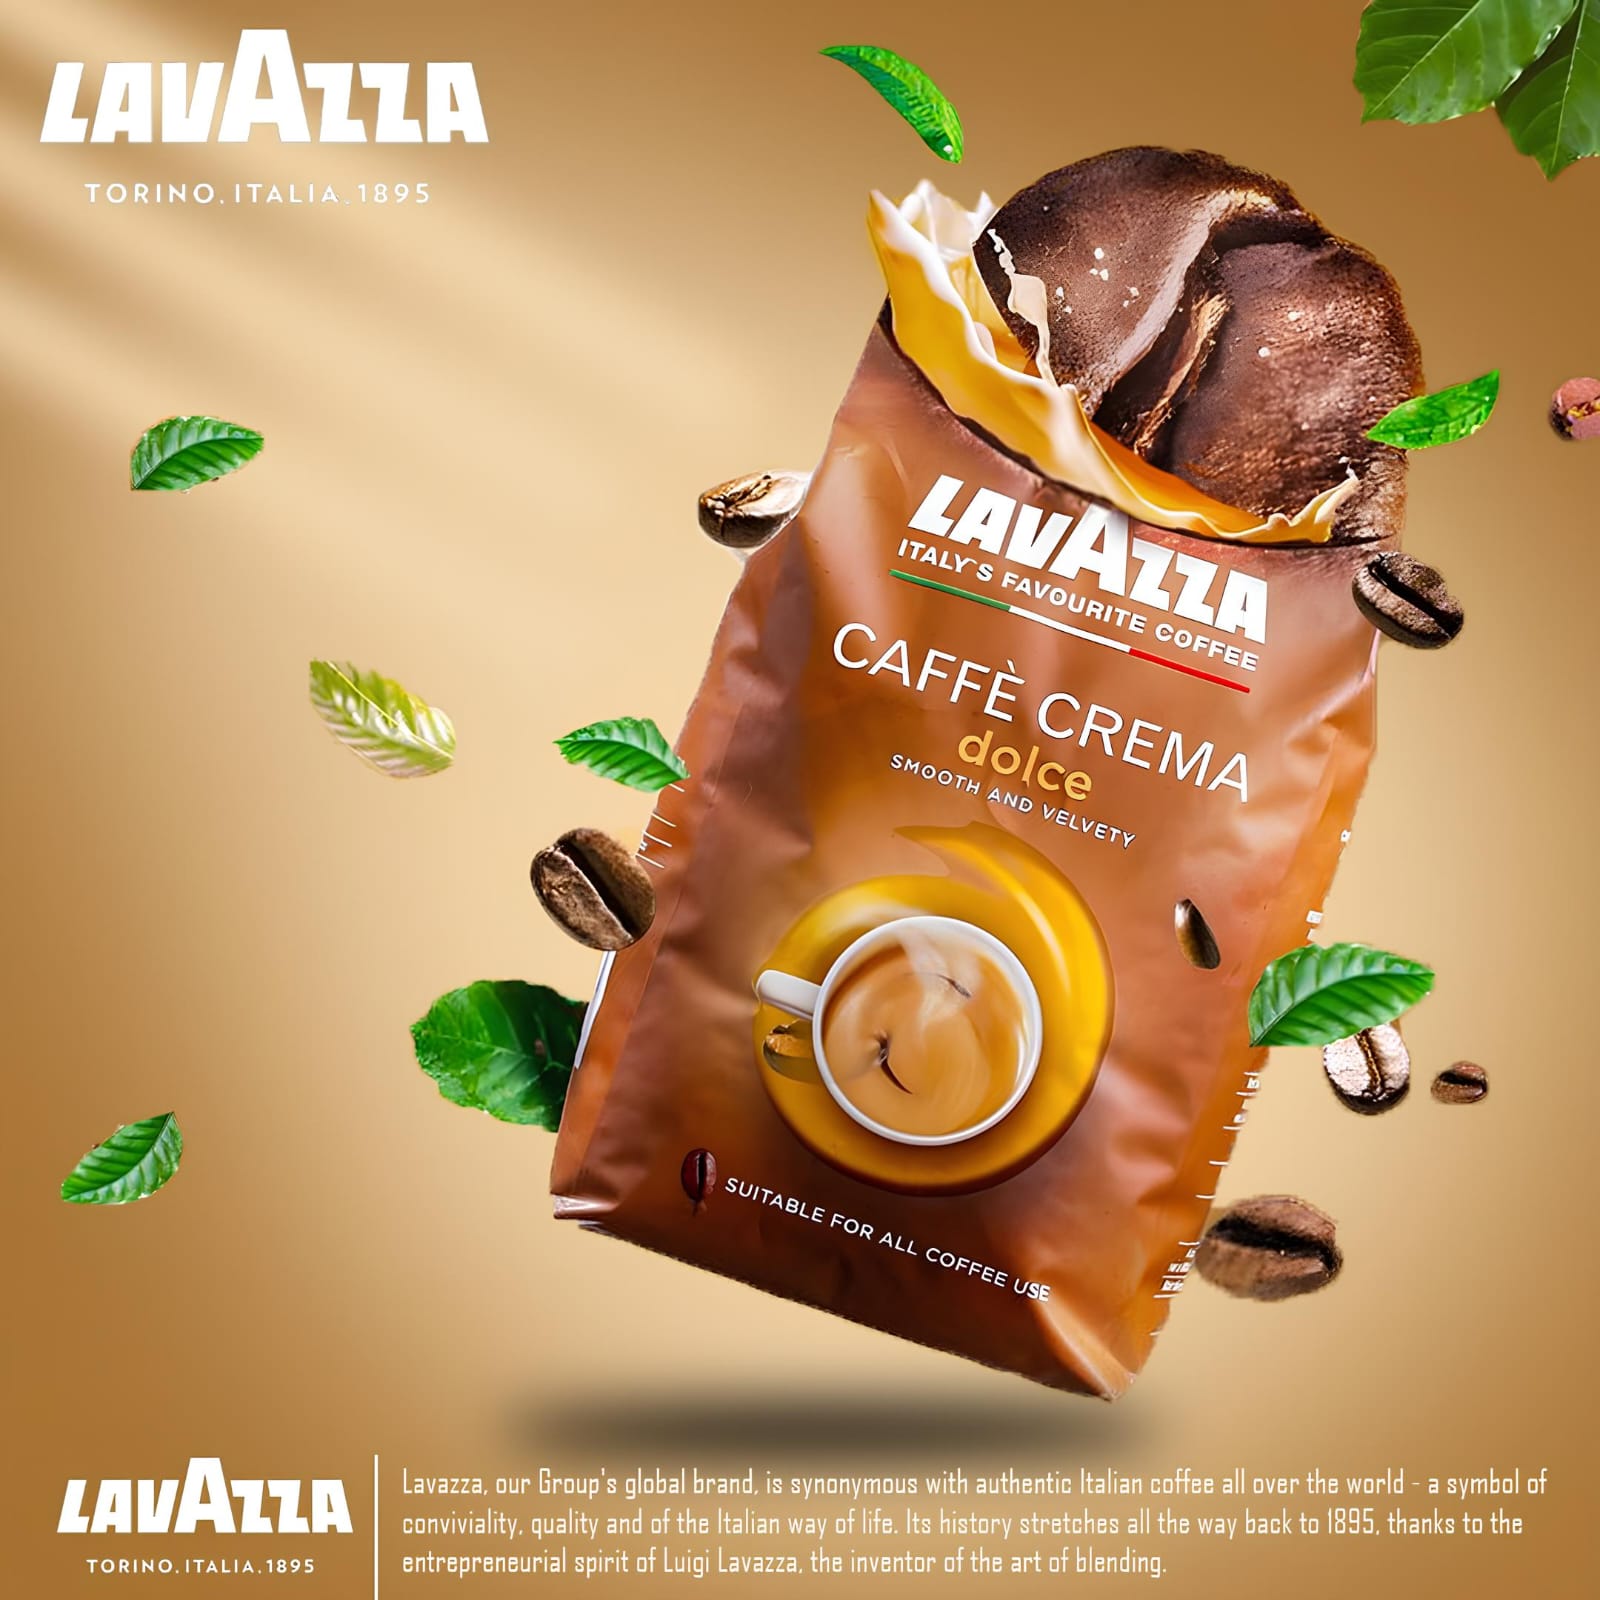 LAVAZZA
TORINO.ITALIA.1895
LAVAZZA
ITALY'S FAVOURITE COFFEE
CAFFÈ CREMA
dolce
SMOOTH AND VELVETY
SUITABLE FOR ALL COFFEE USE
LAVAZZA
TORINO.ITALIA.1895
Lavazza, our Group's global brand, is synonymous with authentic Italian coffee all over the world - a symbol of
conviviality, quality and of the Italian way of life. Its history stretches all the way back to 1895, thanks to the
entrepreneurial spirit of Luigi Lavazza, the inventor of the art of blending.